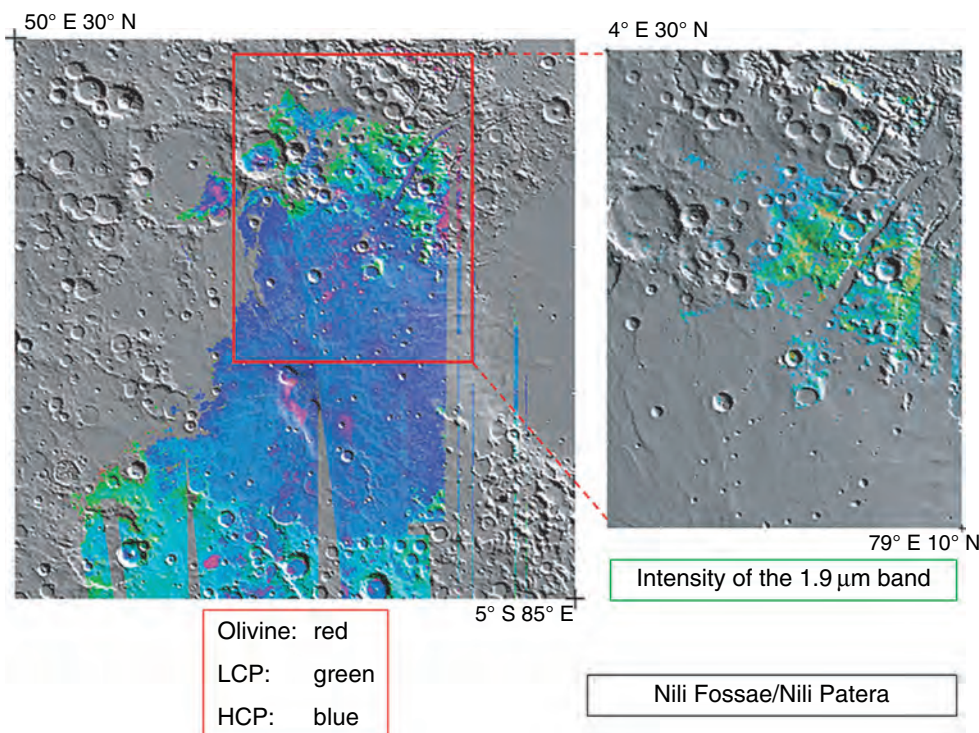 50° E 30° N
4° E 30° N
5° S 85° E
79° E 10° N
Intensity of the 1.9 μm band
Olivine: red
LCP: green
HCP: blue
Nili Fossae/Nili Patera